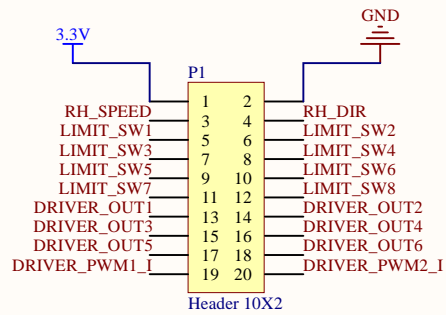 GND
3.3V
P1
1 2
RH_SPEED 3 4 RH_DIR
LIMIT_SW1 5 6 LIMIT_SW2
LIMIT_SW3 7 8 LIMIT_SW4
LIMIT_SW5 9 10 LIMIT_SW6
LIMIT_SW7 11 12 LIMIT_SW8
DRIVER_OUT1 13 14 DRIVER_OUT2
DRIVER_OUT3 15 16 DRIVER_OUT4
DRIVER_OUT5 17 18 DRIVER_OUT6
DRIVER_PWM1_I 19 20 DRIVER_PWM2_I
Header 10X2